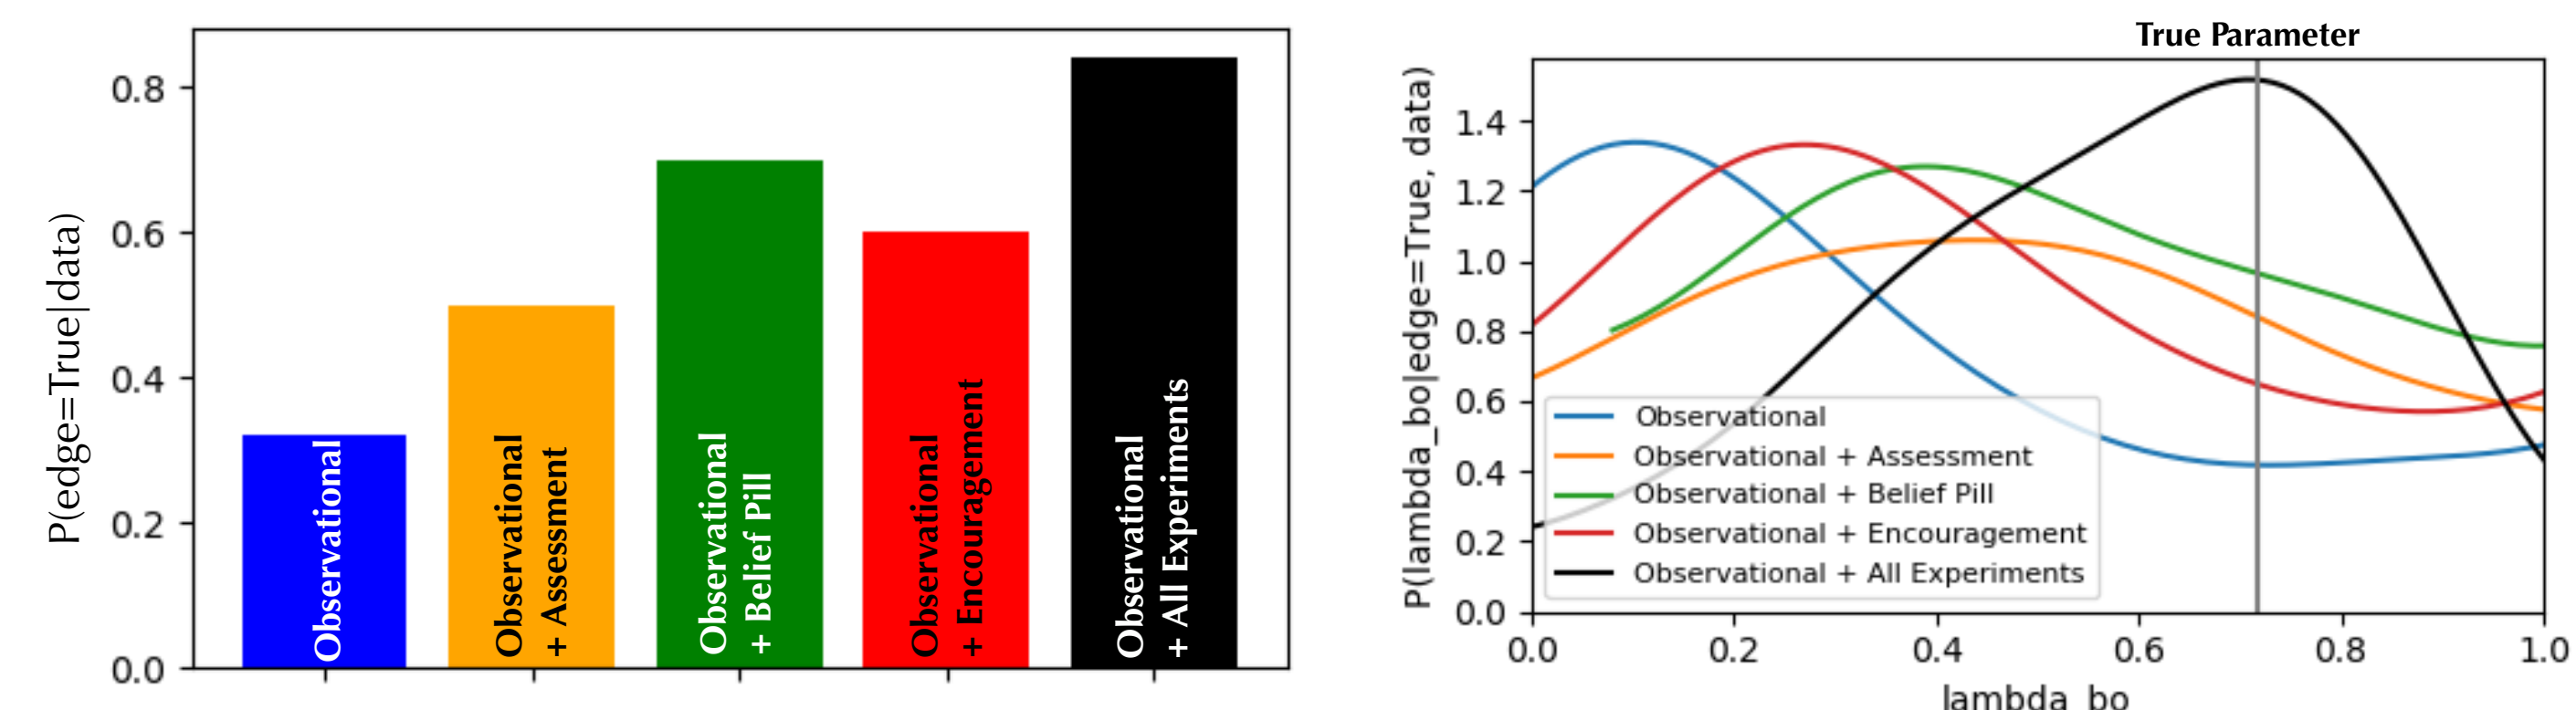 P(edge=True|data)
0.8
0.6
0.4
0.2
0.0
Observational
Observational
+ Assessment
Observational
+ Belief Pill
Observational
+ Encouragement
Observational
+ All Experiments
True Parameter
P(lambda_bo|edge=True, data)
1.4
1.2
1.0
0.8
0.6
0.4
0.2
0.0
Observational
Observational + Assessment
Observational + Belief Pill
Observational + Encouragement
Observational + All Experiments
0.0 0.2 0.4 0.6 0.8 1.0
lambda_bo